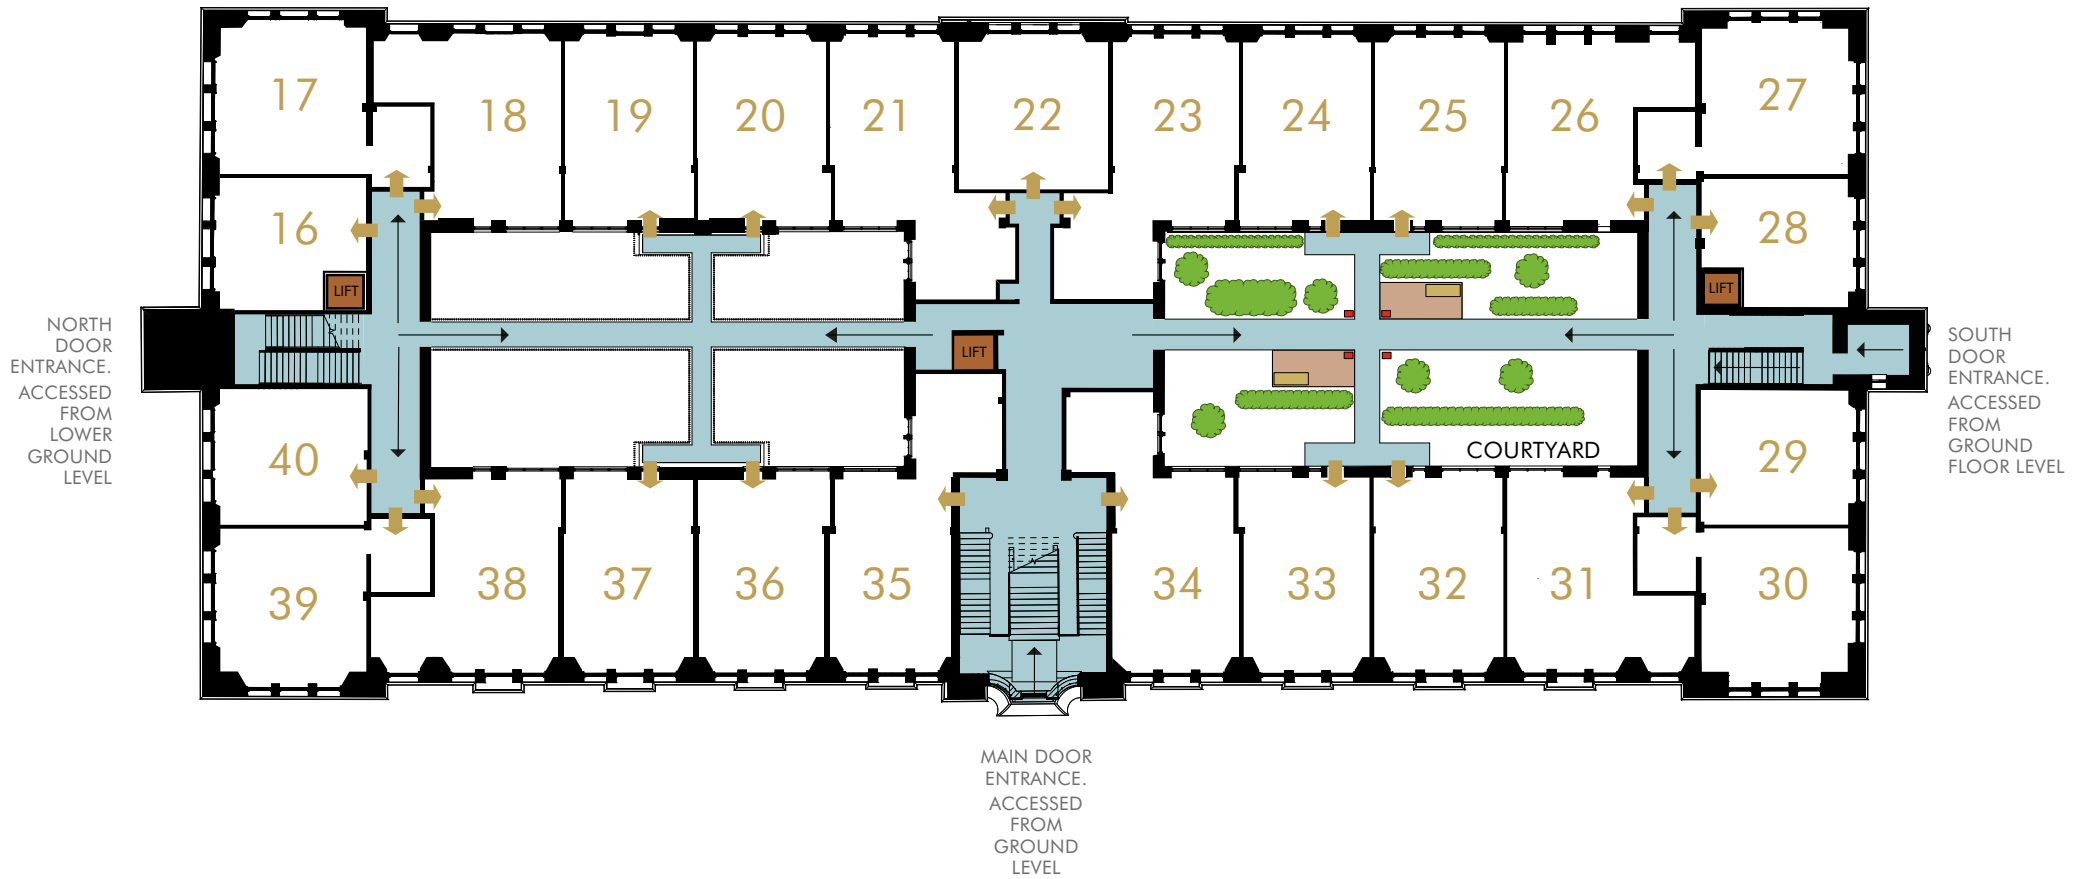 17
18
19
20
21
22
23
24
25
26
27
16
28
LIFT
LIFT
LIFT
NORTH
DOOR
ENTRANCE.
ACCESSED
FROM
LOWER
GROUND
LEVEL
SOUTH
DOOR
ENTRANCE.
ACCESSED
FROM
GROUND
FLOOR LEVEL
COURTYARD
40
29
39
38
37
36
35
34
33
32
31
30
MAIN DOOR
ENTRANCE.
ACCESSED
FROM
GROUND
LEVEL